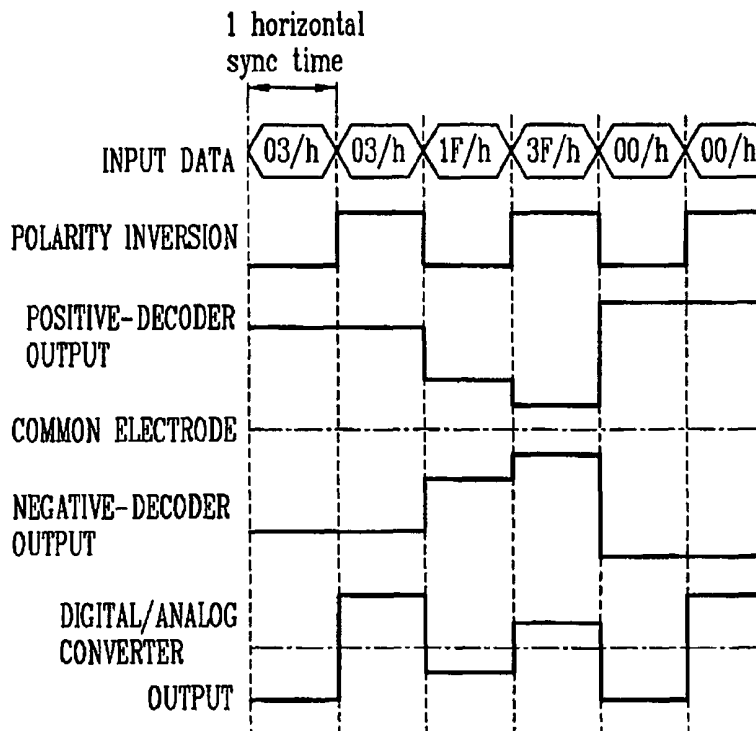 1 horizontal
sync time
INPUT DATA 03/h 03/h 1F/h 3F/h 00/h 00/h
POLARITY INVERSION
POSITIVE-DECODER
OUTPUT
COMMON ELECTRODE
NEGATIVE-DECODER
OUTPUT
DIGITAL/ANALOG
CONVERTER
OUTPUT